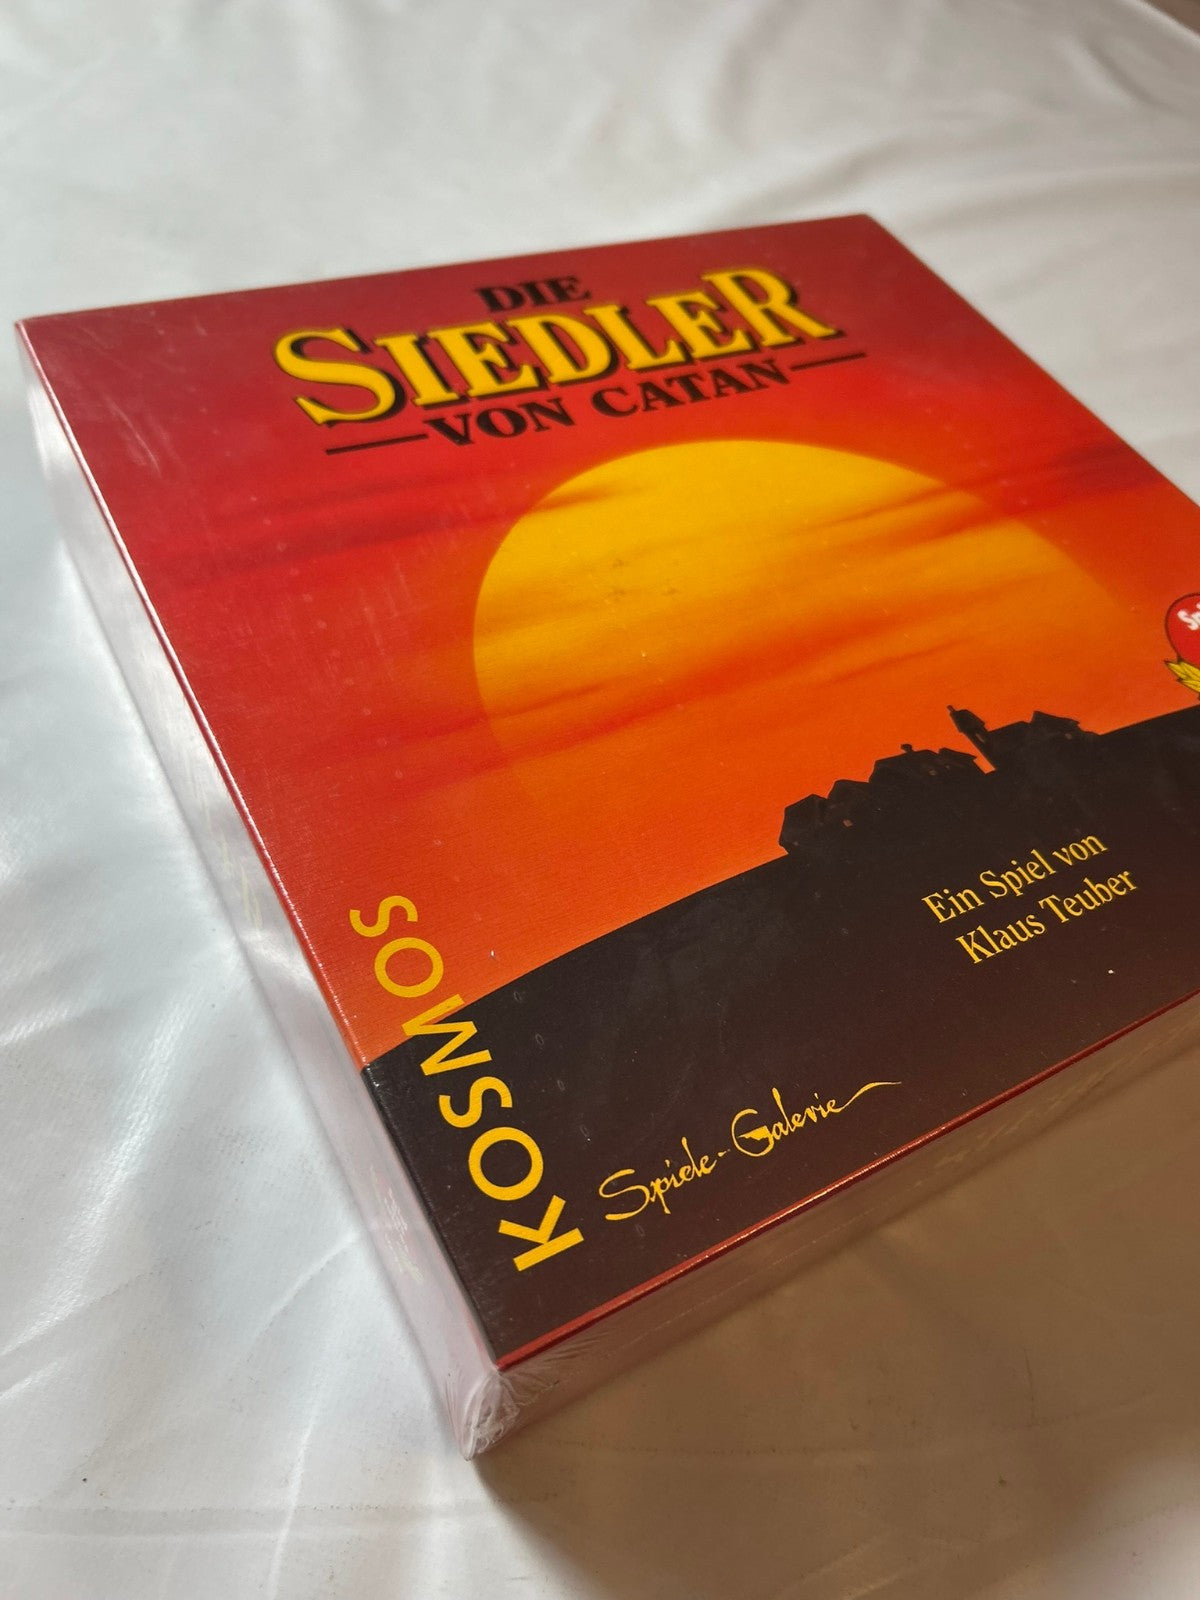 DIE
SIEDLER
VON CATAN
Ein Spiel von
Klaus Teuber
KOSMOS
Spiele-Galerie